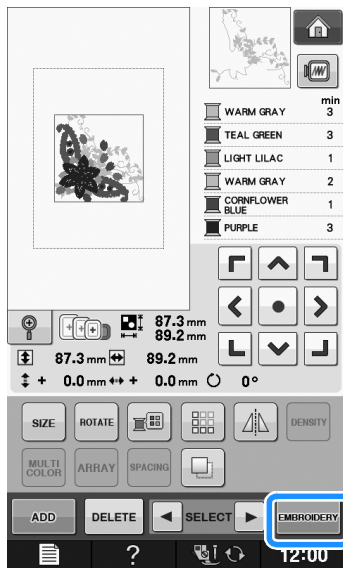 min
WARM GRAY 3
TEAL GREEN 3
LIGHT LILAC 1
WARM GRAY 2
CORNFLOWER
BLUE 1
PURPLE 3
87.3 mm
89.2 mm
87.3 mm 89.2 mm
+ 0.0 mm + 0.0 mm 0°
SIZE ROTATE DENSITY
MULTI
COLOR ARRAY SPACING
ADD DELETE SELECT EMBROIDERY
? 12:00